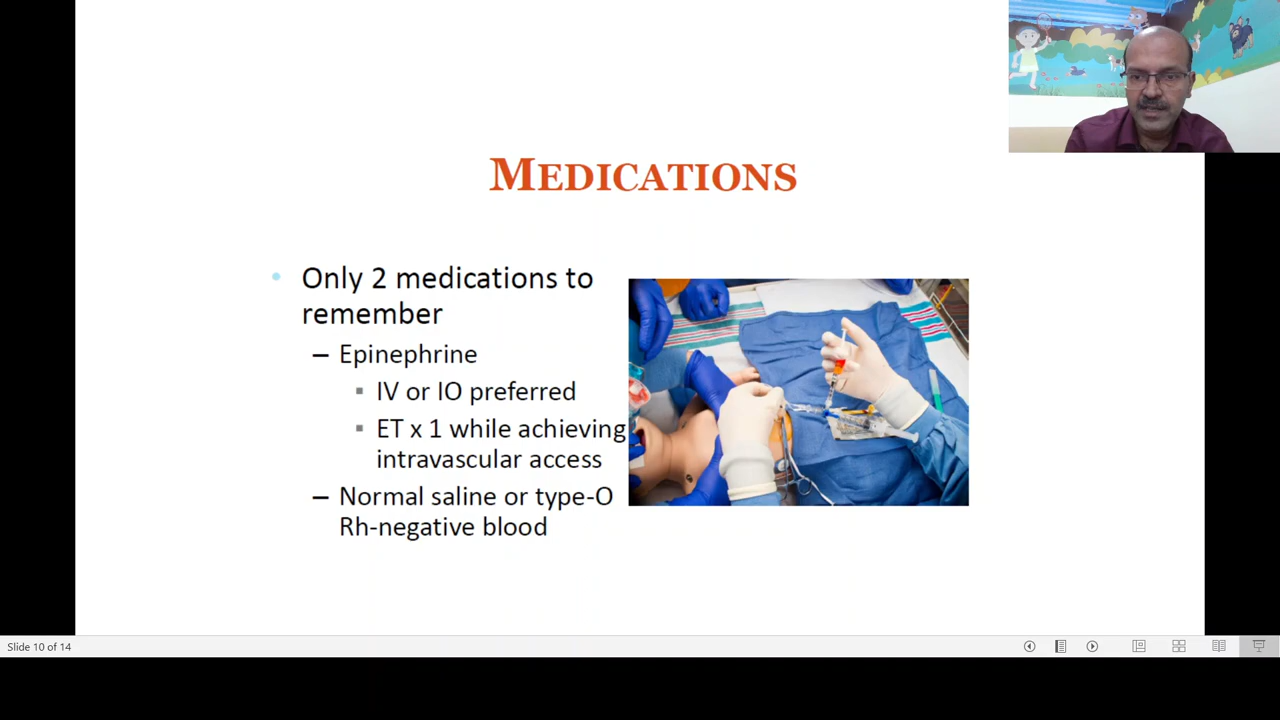 MEDICATIONS
• Only 2 medications to
remember
– Epinephrine
▪ IV or IO preferred
▪ ET x 1 while achieving
intravascular access
– Normal saline or type-O
Rh-negative blood
Slide 10 of 14